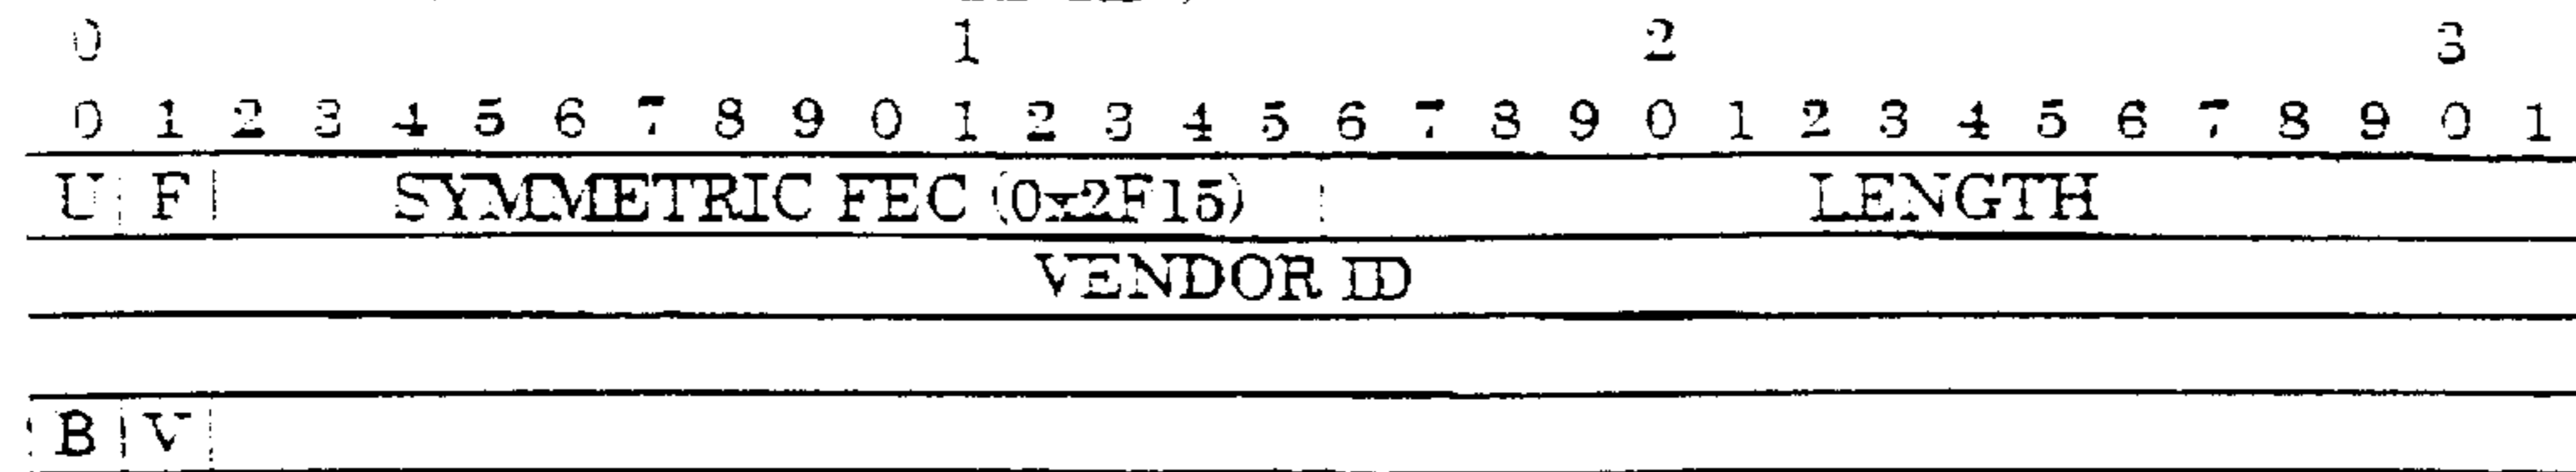 0 1 2 3
0 1 2 3 4 5 6 7 8 9 0 1 2 3 4 5 6 7 8 9 0 1 2 3 4 5 6 7 8 9 0 1
U F SYMMETRIC FEC (0x2F15) LENGTH
VENDOR ID
B V